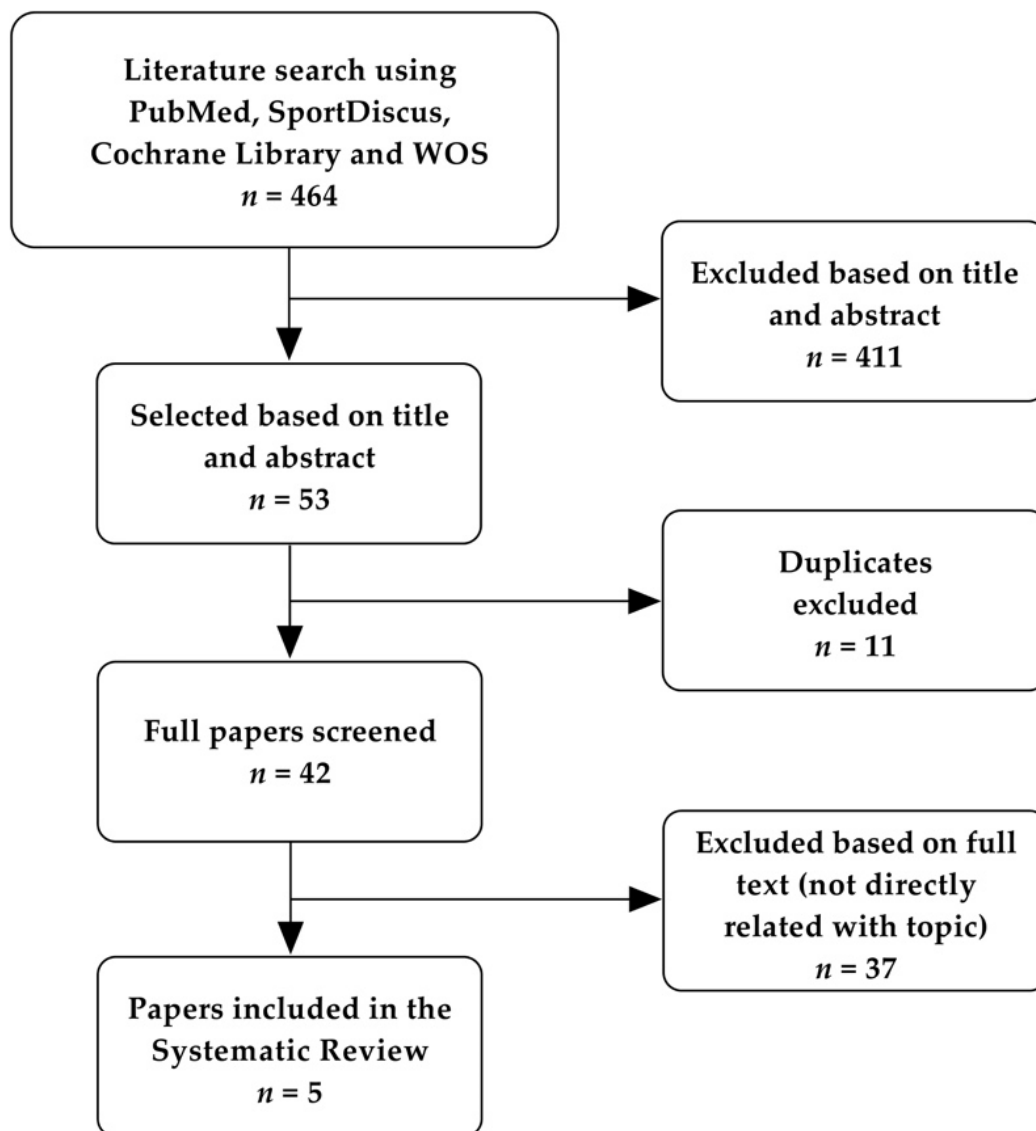 Literature search using
PubMed, SportDiscus,
Cochrane Library and WOS
n = 464
Excluded based on title
and abstract
n = 411
Selected based on title
and abstract
n = 53
Duplicates
excluded
n = 11
Full papers screened
n = 42
Excluded based on full
text (not directly
related with topic)
n = 37
Papers included in the
Systematic Review
n = 5